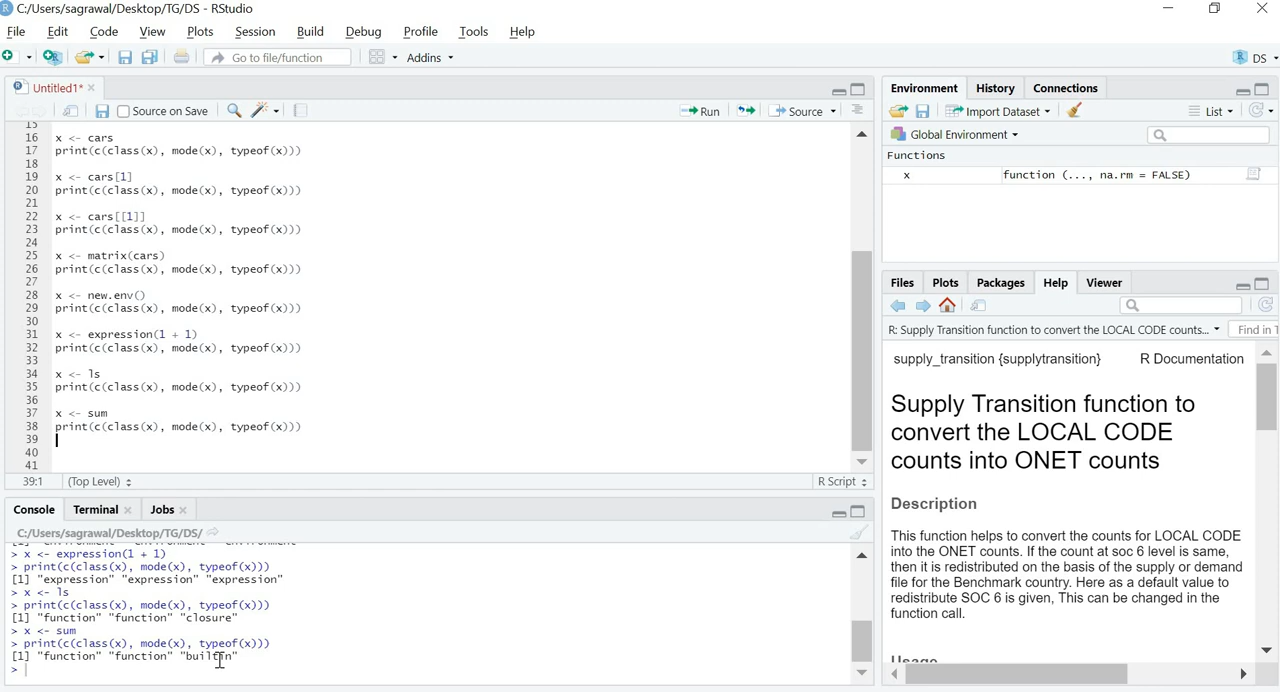 C:/Users/sagrawal/Desktop/TG/DS - RStudio
File Edit Code View Plots Session Build Debug Profile Tools Help
Go to file/function Addins DS
Untitled1*
Source on Save Run Source
15
16 x <- cars
17 print(c(class(x), mode(x), typeof(x)))
18
19 x <- cars[1]
20 print(c(class(x), mode(x), typeof(x)))
21
22 x <- cars[[1]]
23 print(c(class(x), mode(x), typeof(x)))
24
25 x <- matrix(cars)
26 print(c(class(x), mode(x), typeof(x)))
27
28 x <- new.env()
29 print(c(class(x), mode(x), typeof(x)))
30
31 x <- expression(1 + 1)
32 print(c(class(x), mode(x), typeof(x)))
33
34 x <- ls
35 print(c(class(x), mode(x), typeof(x)))
36
37 x <- sum
38 print(c(class(x), mode(x), typeof(x)))
39
40
41
39:1 (Top Level) R Script
Console Terminal Jobs
C:/Users/sagrawal/Desktop/TG/DS/
> x <- expression(1 + 1)
> print(c(class(x), mode(x), typeof(x)))
[1] "expression" "expression" "expression"
> x <- ls
> print(c(class(x), mode(x), typeof(x)))
[1] "function" "function" "closure"
> x <- sum
> print(c(class(x), mode(x), typeof(x)))
[1] "function" "function" "builtin"
>
Environment History Connections
Import Dataset List
Global Environment
Functions
x function (..., na.rm = FALSE)
Files Plots Packages Help Viewer
R: Supply Transition function to convert the LOCAL CODE counts... Find in T
supply_transition {supplytransition} R Documentation
Supply Transition function to
convert the LOCAL CODE
counts into ONET counts
Description
This function helps to convert the counts for LOCAL CODE
into the ONET counts. If the count at soc 6 level is same,
then it is redistributed on the basis of the supply or demand
file for the Benchmark country. Here as a default value to
redistribute SOC 6 is given, This can be changed in the
function call.
Usage